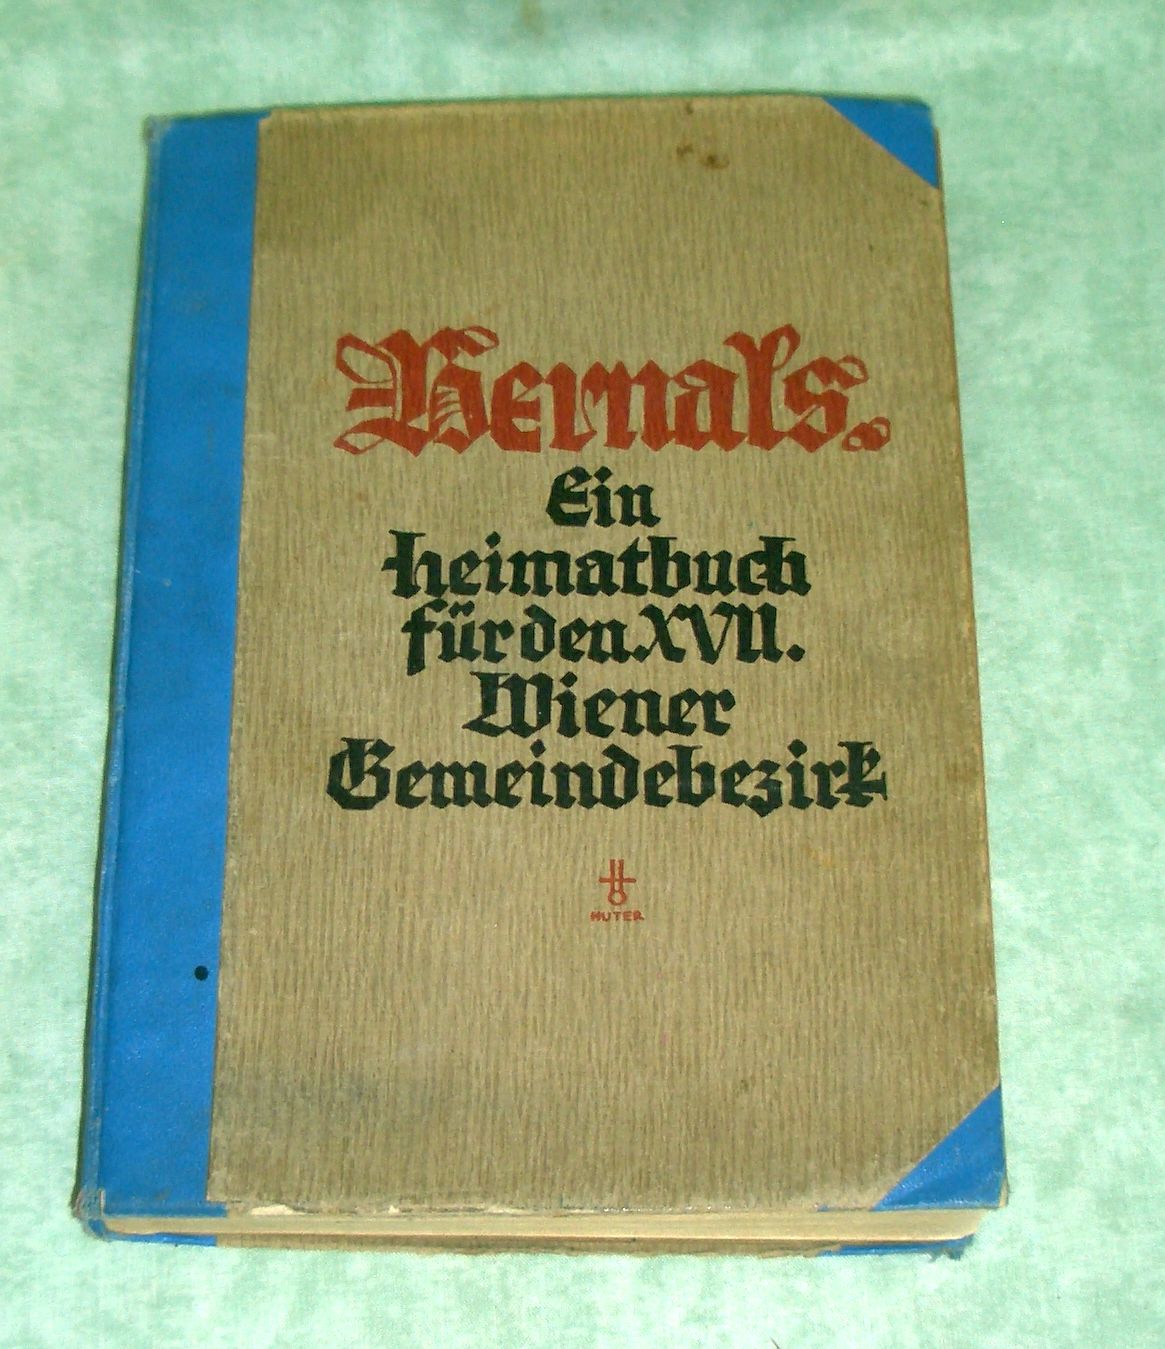 Hernals.
Ein
Heimatbuch
für den XVII.
Wiener
Gemeindebezirk
HUTER